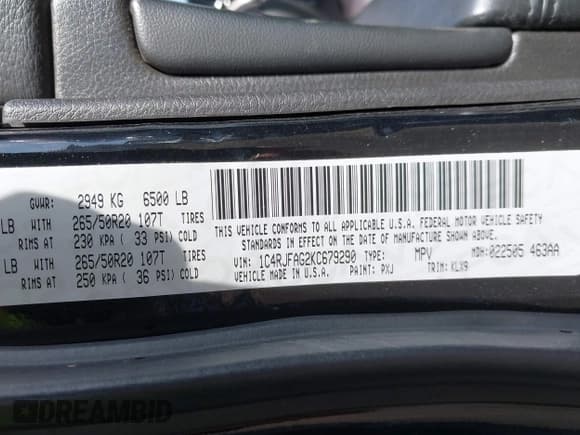 GVWR: 2949 KG 6500 LB
LB WITH 265/50R20 107T TIRES
RIMS AT 230 KPA ( 33 PSI) COLD
LB WITH 265/50R20 107T TIRES
RIMS AT 250 KPA ( 36 PSI) COLD
THIS VEHICLE CONFORMS TO ALL APPLICABLE U.S.A. FEDERAL MOTOR VEHICLE SAFETY
STANDARDS IN EFFECT ON THE DATE OF MANUFACTURE SHOWN ABOVE.
VIN: 1C4RJFAG2KC679290 TYPE: MPV MDH: 022505 463AA
VEHICLE MADE IN U.S.A. PAINT: PXJ TRIM: KLX9
DREAMBID